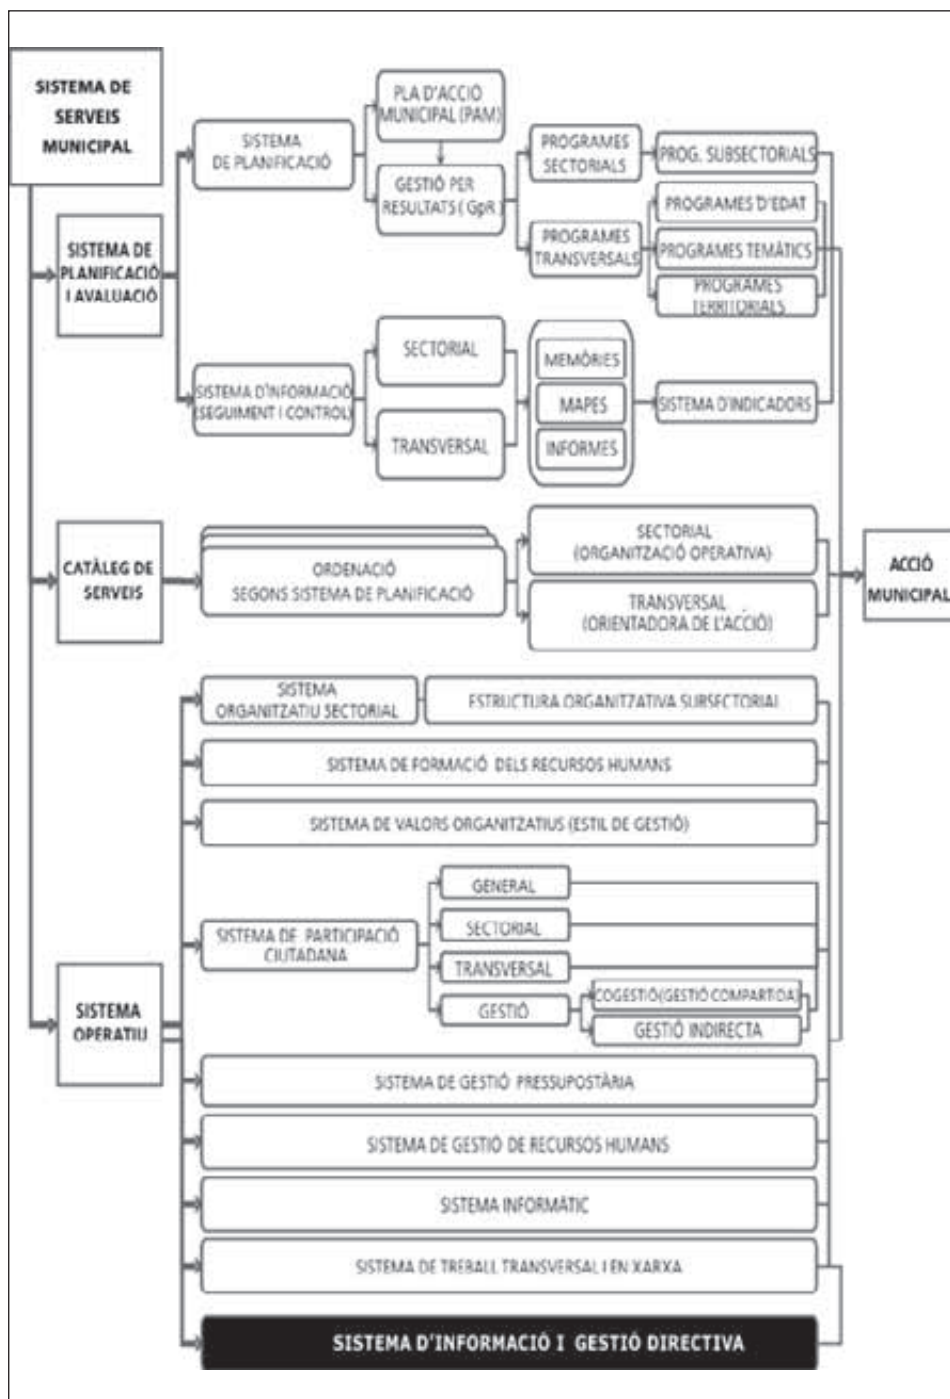 SISTEMA DE
SERVEIS
MUNICIPAL
SISTEMA DE
PLANIFICACIÓ
I AVALUACIÓ
SISTEMA
DE PLANIFICACIÓ
PLA D'ACCIÓ
MUNICIPAL (PAM)
GESTIÓ PER
RESULTATS ( GpR )
PROGRAMES
SECTORIALS
PROG. SUBSECTORIALS
PROGRAMES
TRANSVERSALS
PROGRAMES D'EDAT
PROGRAMES TEMÀTICS
PROGRAMES
TERRITORIALS
SISTEMA D'INFORMACIÓ
(SEGUIMENT I CONTROL)
SECTORIAL
TRANSVERSAL
MEMÒRIES
MAPES
INFORMES
SISTEMA D'INDICADORS
CATÀLEG DE
SERVEIS
ORDENACIÓ
SEGONS SISTEMA DE PLANIFICACIÓ
SECTORIAL
(ORGANITZACIÓ OPERATIVA)
TRANSVERSAL
(ORIENTADORA DE L'ACCIÓ)
ACCIÓ
MUNICIPAL
SISTEMA
OPERATIU
SISTEMA
ORGANITZATIU SECTORIAL
ESTRUCTURA ORGANITZATIVA SUBSECTORIAL
SISTEMA DE FORMACIÓ DELS RECURSOS HUMANS
SISTEMA DE VALORS ORGANITZATIUS (ESTIL DE GESTIÓ)
SISTEMA DE PARTICIPACIÓ
CIUTADANA
GENERAL
SECTORIAL
TRANSVERSAL
GESTIÓ
COGESTIÓ(GESTIÓ COMPARTIDA)
GESTIÓ INDIRECTA
SISTEMA DE GESTIÓ PRESSUPOSTÀRIA
SISTEMA DE GESTIÓ DE RECURSOS HUMANS
SISTEMA INFORMÀTIC
SISTEMA DE TREBALL TRANSVERSAL I EN XARXA
SISTEMA D'INFORMACIÓ I GESTIÓ DIRECTIVA